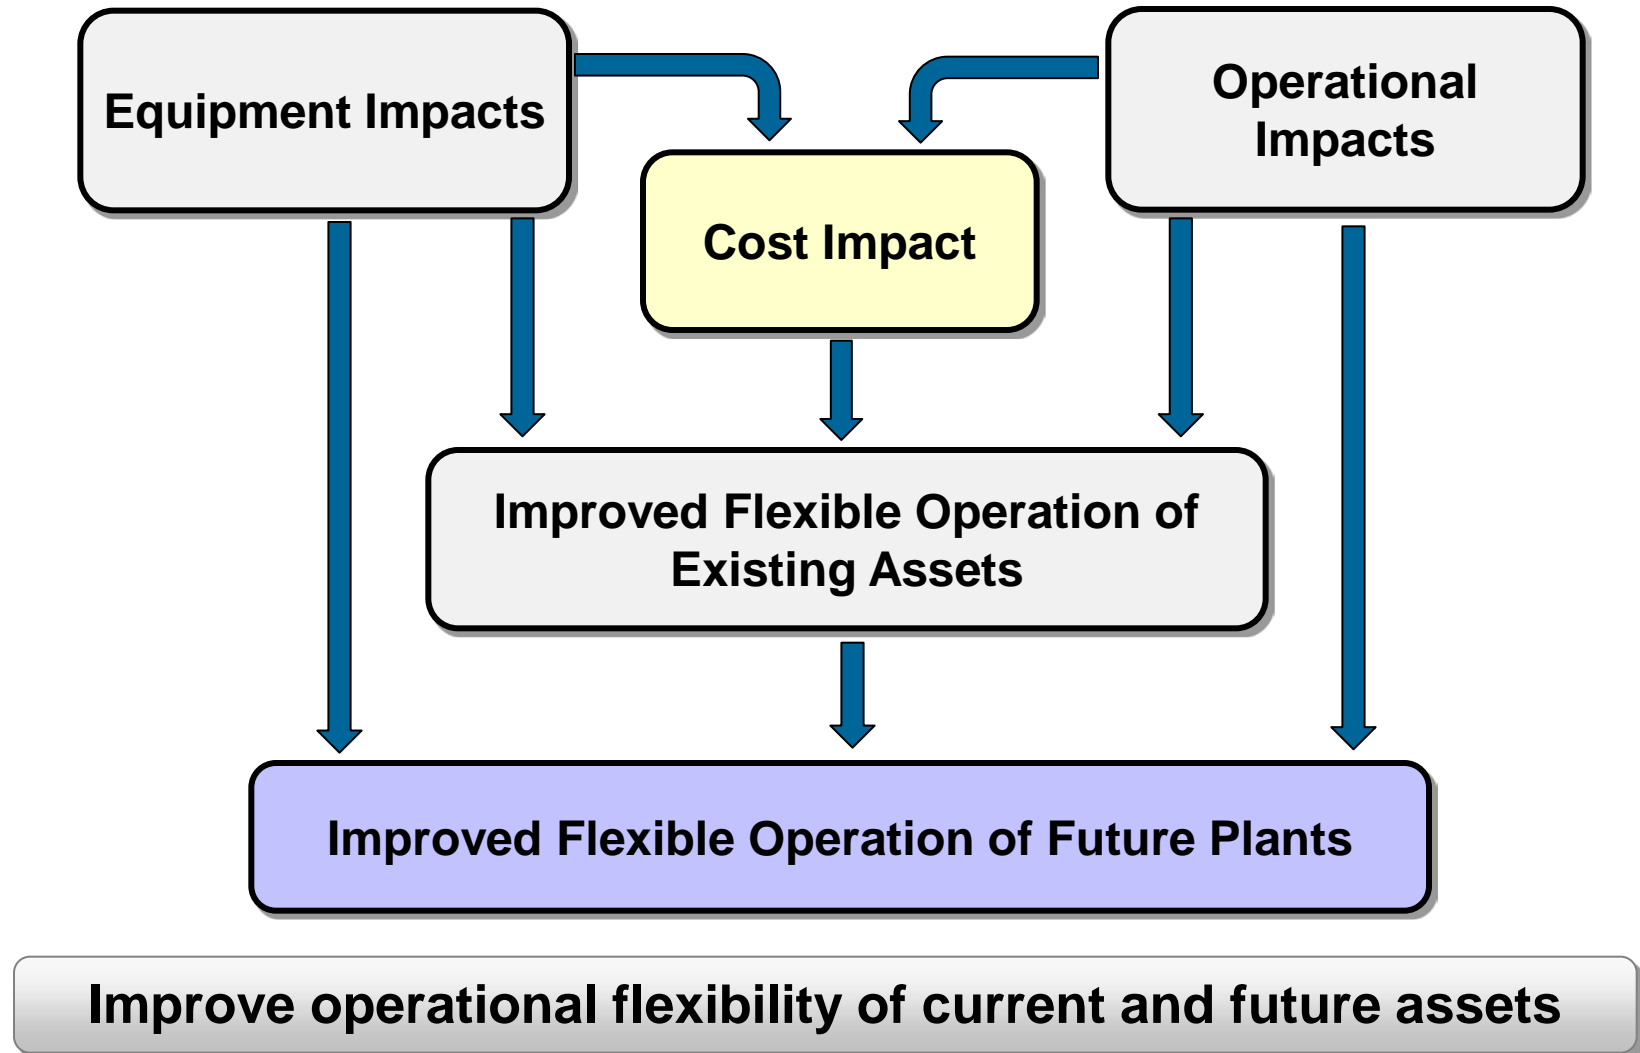 Equipment Impacts
Operational
Impacts
Cost Impact
Improved Flexible Operation of
Existing Assets
Improved Flexible Operation of Future Plants
Improve operational flexibility of current and future assets